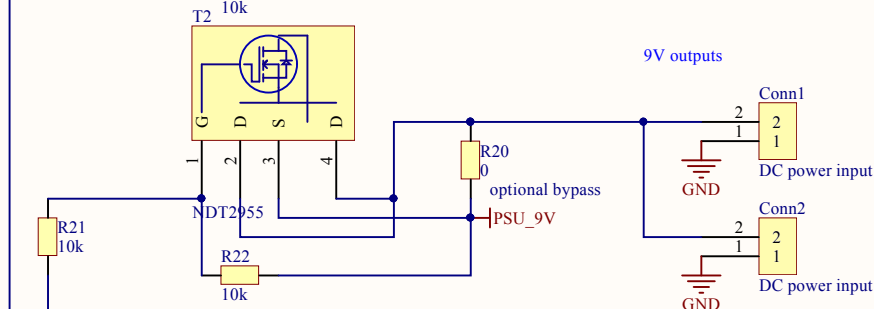 10k
T2
9V outputs
G
D
S
D
1
2
3
4
Conn1
2
2
1
1
DC power input
GND
R20
0
optional bypass
NDT2955
PSU_9V
Conn2
2
2
1
1
DC power input
GND
R21
10k
R22
10k